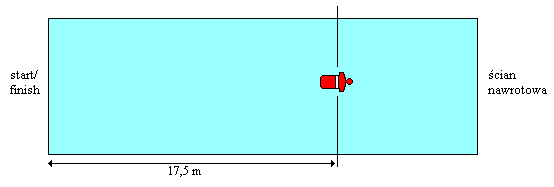 start/
finish
ścian
nawrotowa
17,5 m